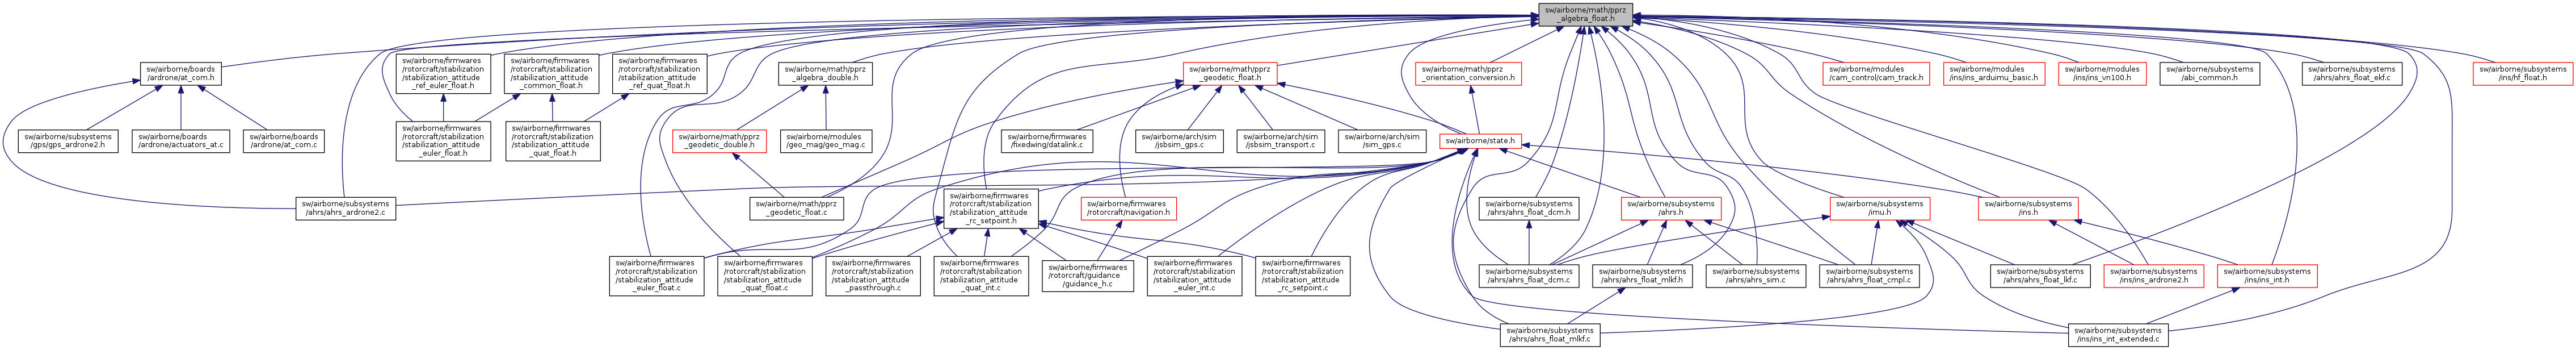 sw/airborne/math/pprz
_algebra_float.h
sw/airborne/boards
/ardrone/at_com.h
sw/airborne/firmwares
/rotorcraft/stabilization
/stabilization_attitude
_ref_euler_float.h
sw/airborne/firmwares
/rotorcraft/stabilization
/stabilization_attitude
_common_float.h
sw/airborne/firmwares
/rotorcraft/stabilization
/stabilization_attitude
_ref_quat_float.h
sw/airborne/math/pprz
_algebra_double.h
sw/airborne/math/pprz
_geodetic_float.h
sw/airborne/math/pprz
_orientation_conversion.h
sw/airborne/modules
/cam_control/cam_track.h
sw/airborne/modules
/ins/ins_arduimu_basic.h
sw/airborne/modules
/ins/ins_vn100.h
sw/airborne/subsystems
/abi_common.h
sw/airborne/subsystems
/ahrs/ahrs_float_ekf.c
sw/airborne/subsystems
/ins/hf_float.h
sw/airborne/subsystems
/gps/gps_ardrone2.h
sw/airborne/boards
/ardrone/actuators_at.c
sw/airborne/boards
/ardrone/at_com.c
sw/airborne/firmwares
/rotorcraft/stabilization
/stabilization_attitude
_euler_float.h
sw/airborne/firmwares
/rotorcraft/stabilization
/stabilization_attitude
_quat_float.h
sw/airborne/math/pprz
_geodetic_double.h
sw/airborne/modules
/geo_mag/geo_mag.c
sw/airborne/firmwares
/fixedwing/datalink.c
sw/airborne/arch/sim
/jsbsim_gps.c
sw/airborne/arch/sim
/jsbsim_transport.c
sw/airborne/arch/sim
/sim_gps.c
sw/airborne/state.h
sw/airborne/subsystems
/ahrs/ahrs_ardrone2.c
sw/airborne/math/pprz
_geodetic_float.c
sw/airborne/firmwares
/rotorcraft/stabilization
/stabilization_attitude
_rc_setpoint.h
sw/airborne/firmwares
/rotorcraft/navigation.h
sw/airborne/subsystems
/ahrs/ahrs_float_dcm.h
sw/airborne/subsystems
/ahrs.h
sw/airborne/subsystems
/imu.h
sw/airborne/subsystems
/ins.h
sw/airborne/firmwares
/rotorcraft/stabilization
/stabilization_attitude
_euler_float.c
sw/airborne/firmwares
/rotorcraft/stabilization
/stabilization_attitude
_quat_float.c
sw/airborne/firmwares
/rotorcraft/stabilization
/stabilization_attitude
_passthrough.c
sw/airborne/firmwares
/rotorcraft/stabilization
/stabilization_attitude
_quat_int.c
sw/airborne/firmwares
/rotorcraft/guidance
/guidance_h.c
sw/airborne/firmwares
/rotorcraft/stabilization
/stabilization_attitude
_euler_int.c
sw/airborne/firmwares
/rotorcraft/stabilization
/stabilization_attitude
_rc_setpoint.c
sw/airborne/subsystems
/ahrs/ahrs_float_dcm.c
sw/airborne/subsystems
/ahrs/ahrs_float_mlkf.h
sw/airborne/subsystems
/ahrs/ahrs_sim.c
sw/airborne/subsystems
/ahrs/ahrs_float_cmpl.c
sw/airborne/subsystems
/ahrs/ahrs_float_lkf.c
sw/airborne/subsystems
/ins/ins_ardrone2.h
sw/airborne/subsystems
/ins/ins_int.h
sw/airborne/subsystems
/ahrs/ahrs_float_mlkf.c
sw/airborne/subsystems
/ins/ins_int_extended.c